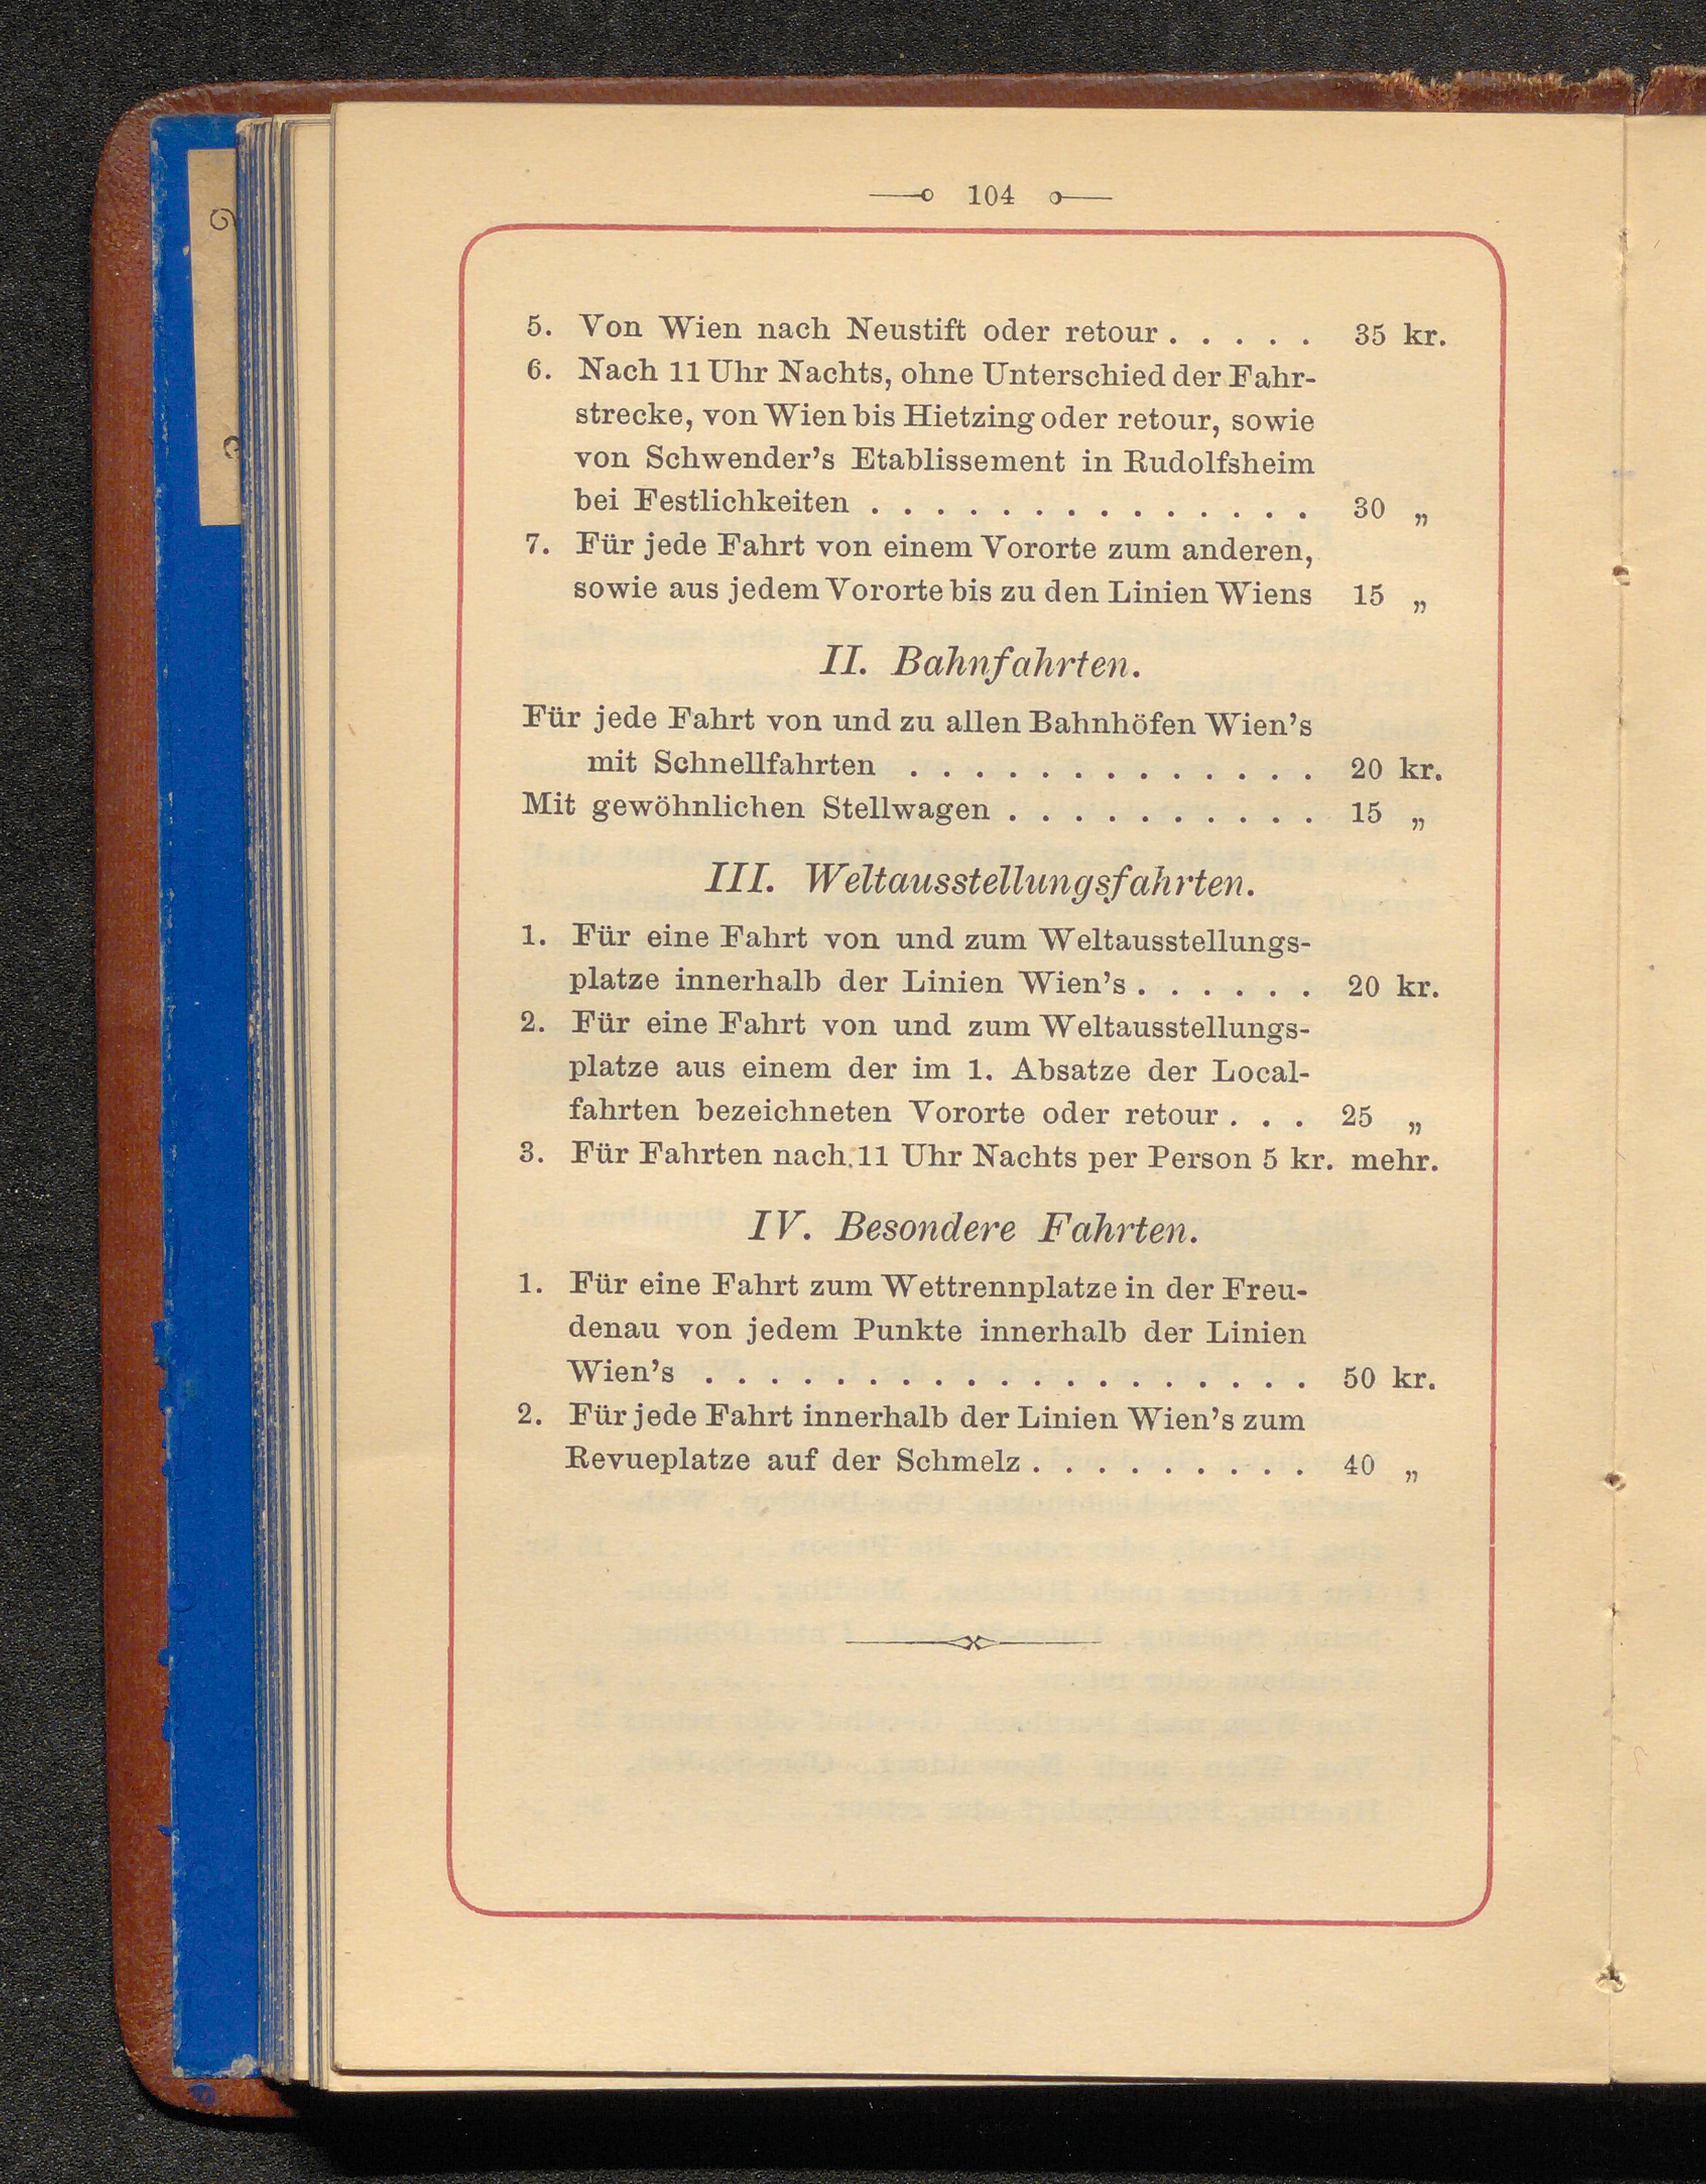 104
5. Von Wien nach Neustift oder retour . . . . . 35 kr.
6. Nach 11 Uhr Nachts, ohne Unterschied der Fahr-
strecke, von Wien bis Hietzing oder retour, sowie
von Schwender's Etablissement in Rudolfsheim
bei Festlichkeiten . . . . . . . . . . . . . . 30 „
7. Für jede Fahrt von einem Vororte zum anderen,
sowie aus jedem Vororte bis zu den Linien Wiens 15 „
II. Bahnfahrten.
Für jede Fahrt von und zu allen Bahnhöfen Wien's
mit Schnellfahrten . . . . . . . . . . . . . 20 kr.
Mit gewöhnlichen Stellwagen . . . . . . . . . . 15 „
III. Weltausstellungsfahrten.
1. Für eine Fahrt von und zum Weltausstellungs-
platze innerhalb der Linien Wien's . . . . . . 20 kr.
2. Für eine Fahrt von und zum Weltausstellungs-
platze aus einem der im 1. Absatze der Local-
fahrten bezeichneten Vororte oder retour . . . 25 „
3. Für Fahrten nach 11 Uhr Nachts per Person 5 kr. mehr.
IV. Besondere Fahrten.
1. Für eine Fahrt zum Wettrennplatze in der Freu-
denau von jedem Punkte innerhalb der Linien
Wien's . . . . . . . . . . . . . . . . . . . 50 kr.
2. Für jede Fahrt innerhalb der Linien Wien's zum
Revueplatze auf der Schmelz . . . . . . . . . 40 „